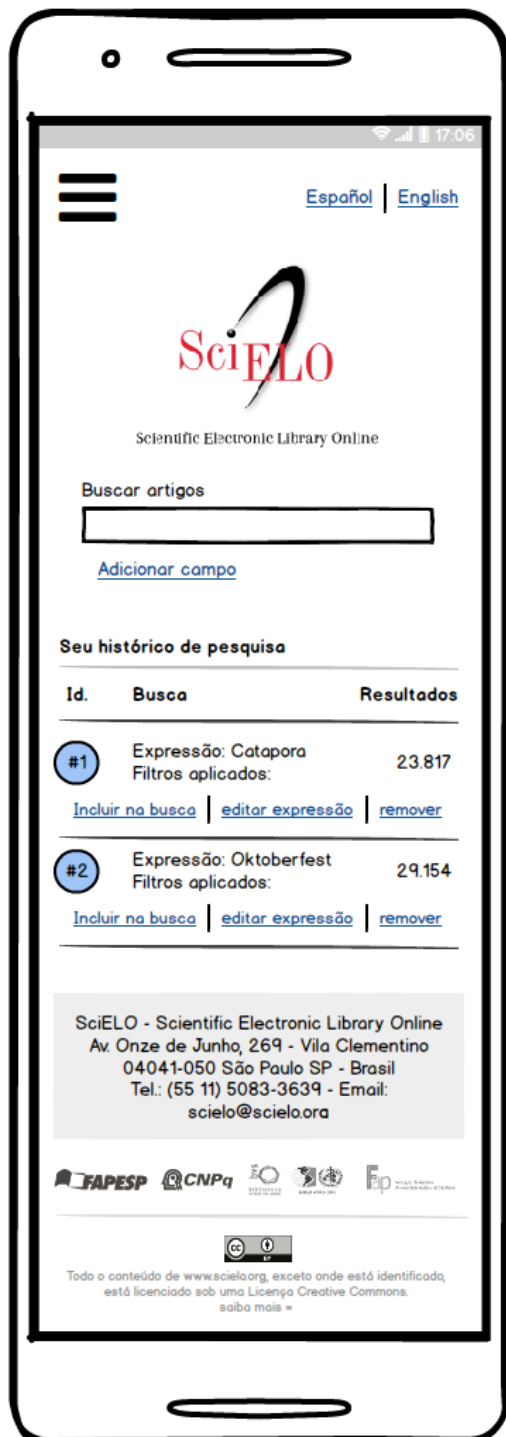 17:06
Español | English
SciELO
Scientific Electronic Library Online
Buscar artigos
Adicionar campo
Seu histórico de pesquisa
Id. Busca Resultados
#1 Expressão: Catapora 23.817
Filtros aplicados:
Incluir na busca | editar expressão | remover
#2 Expressão: Oktoberfest 29.154
Filtros aplicados:
Incluir na busca | editar expressão | remover
SciELO - Scientific Electronic Library Online
Av. Onze de Junho, 269 - Vila Clementino
04041-050 São Paulo SP - Brasil
Tel.: (55 11) 5083-3639 - Email:
scielo@scielo.org
FAPESP CNPq Fap
cc BY
Todo o conteúdo de www.scielo.org, exceto onde está identificado,
está licenciado sob uma Licença Creative Commons.
saiba mais »